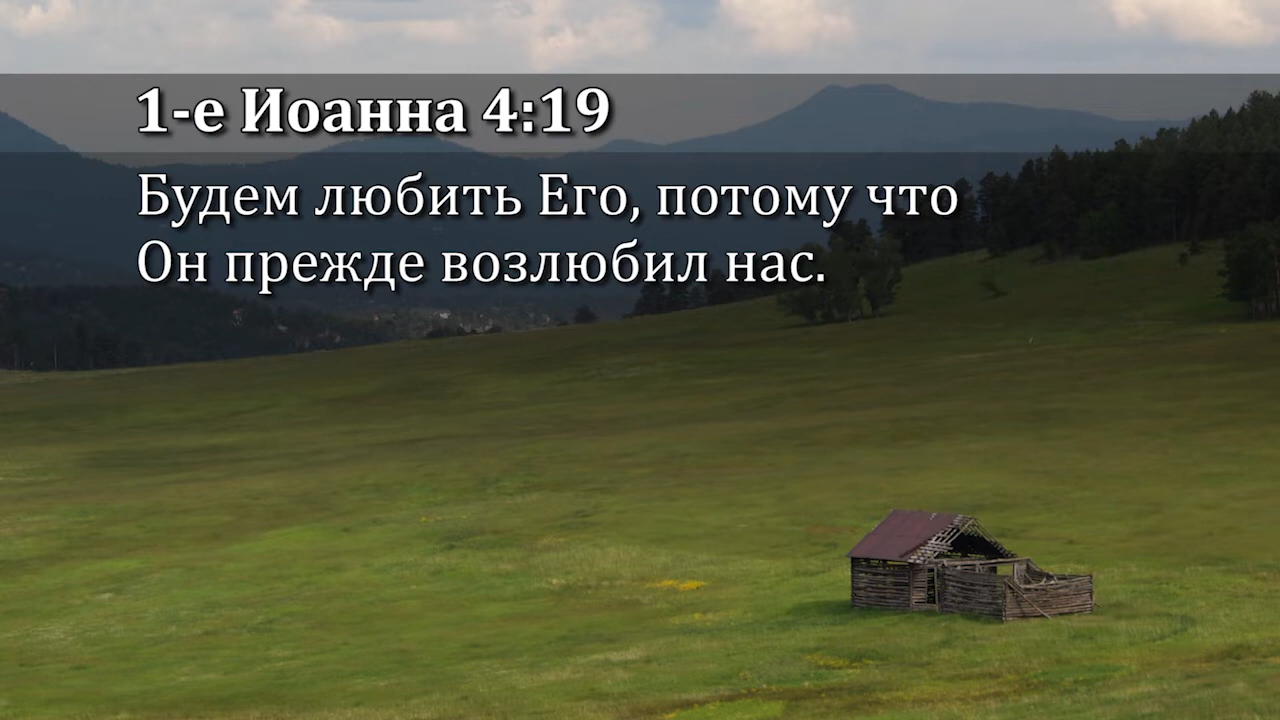 1-е Иоанна 4:19
Будем любить Его, потому что
Он прежде возлюбил нас.